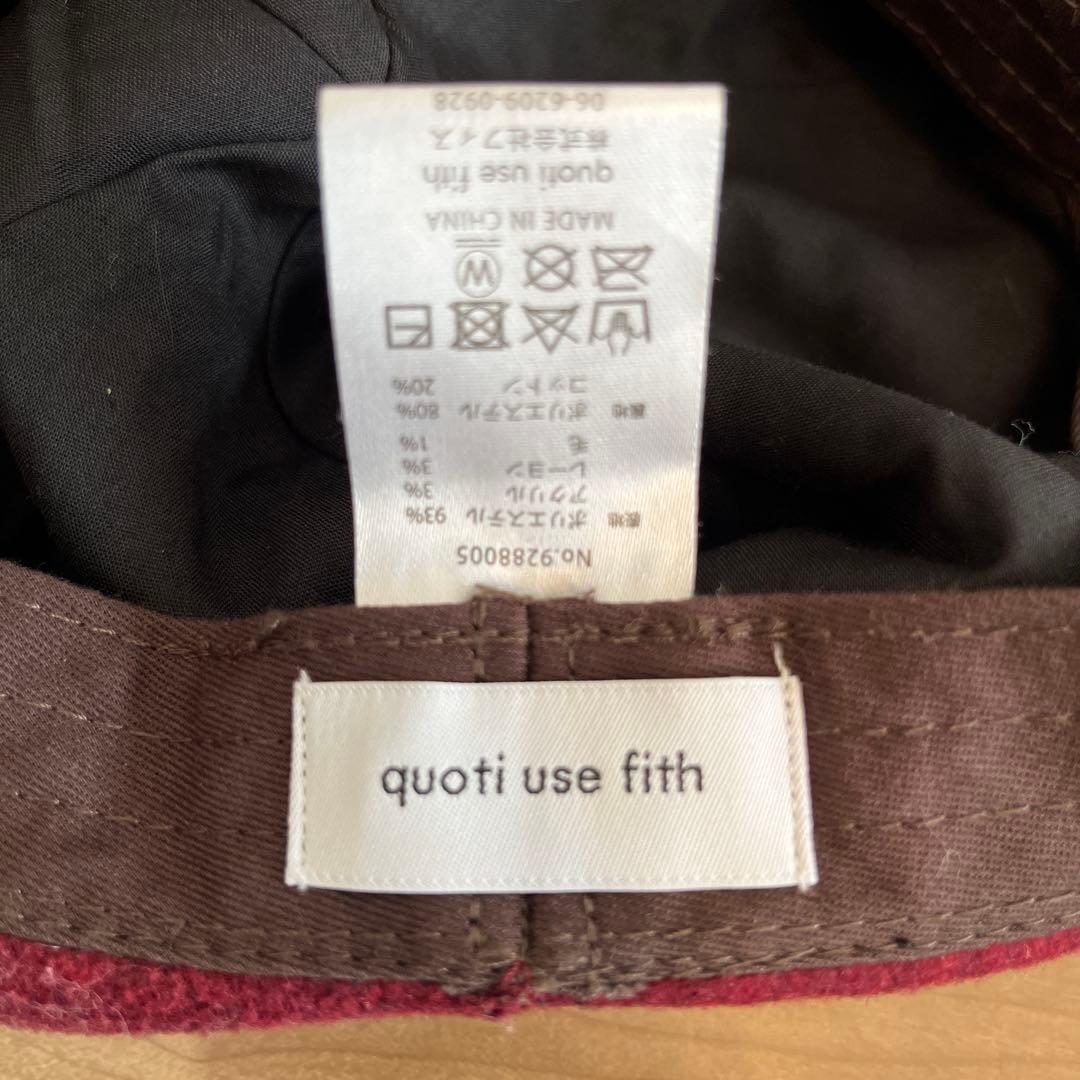 No.9288005
表地 ポリエステル 93%
アクリル 3%
レーヨン 3%
毛 1%
裏地 ポリエステル 80%
コットン 20%
W
MADE IN CHINA
quoti use fith
株式会社フィス
06-6209-0928
quoti use fith